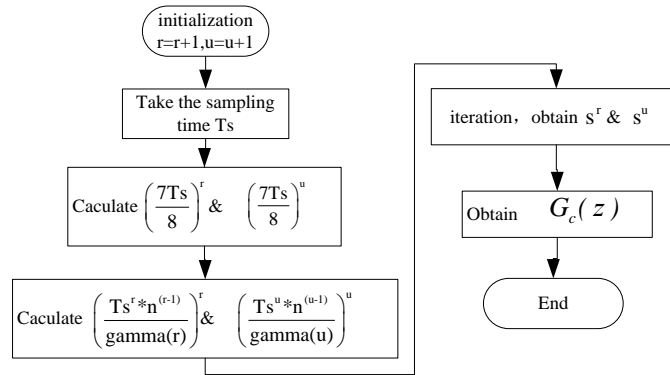 initialization
r=r+1,u=u+1
Take the sampling
time Ts
Caculate (7Ts/8)^r & (7Ts/8)^u
Caculate (Ts^r*n^(r-1)/gamma(r))^r & (Ts^u*n^(u-1)/gamma(u))^u
iteration，obtain s^r & s^u
Obtain G_c(z)
End